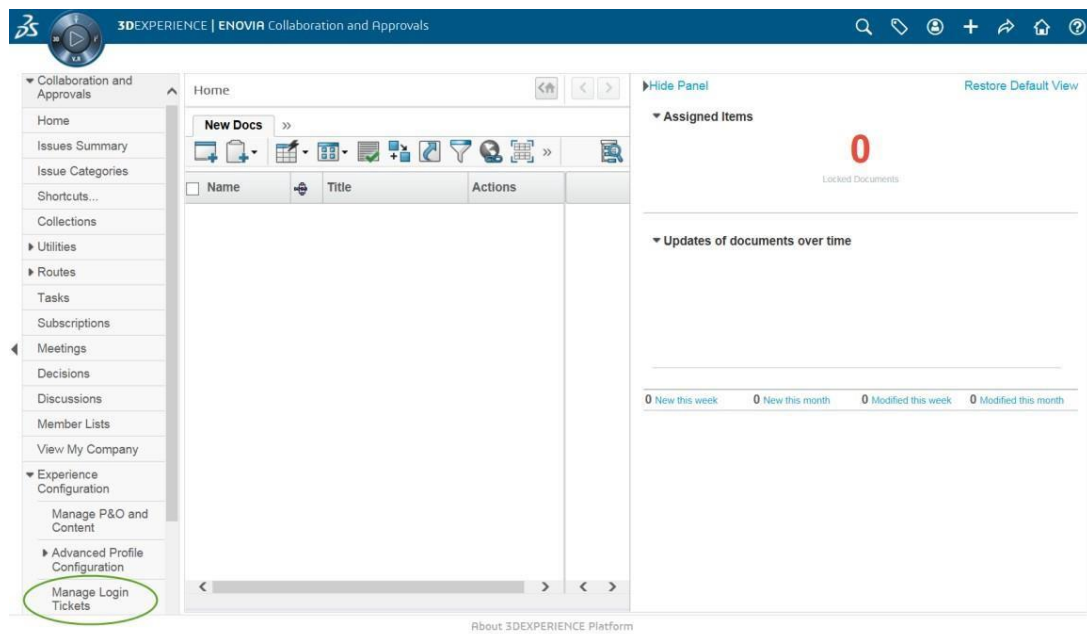 3DEXPERIENCE | ENOVIA Collaboration and Approvals
Collaboration and
Approvals
Home
Issues Summary
Issue Categories
Shortcuts...
Collections
Utilities
Routes
Tasks
Subscriptions
Meetings
Decisions
Discussions
Member Lists
View My Company
Experience
Configuration
Manage P&O and
Content
Advanced Profile
Configuration
Manage Login
Tickets
Home
New Docs »
»
Name Title Actions
Hide Panel Restore Default View
Assigned Items
0
Locked Documents
Updates of documents over time
0 New this week 0 New this month 0 Modified this week 0 Modified this month
About 3DEXPERIENCE Platform